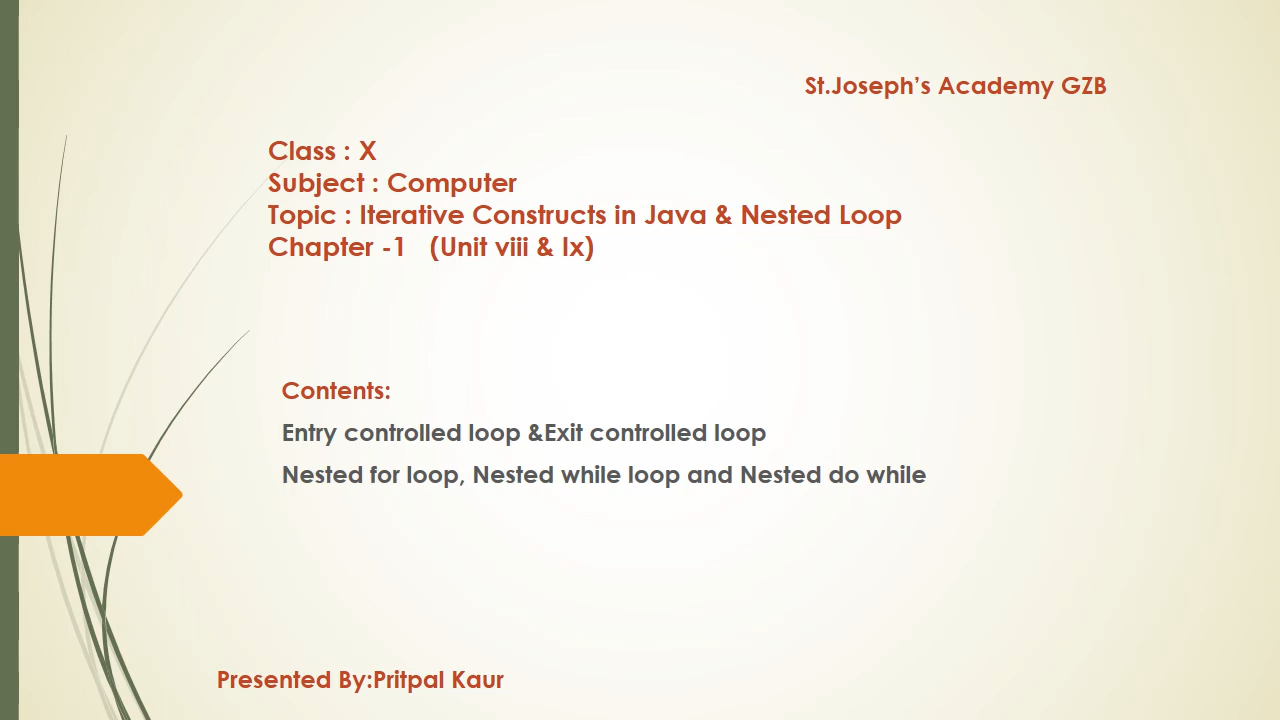 St.Joseph’s Academy GZB
Class : X
Subject : Computer
Topic : Iterative Constructs in Java & Nested Loop
Chapter -1 (Unit viii & Ix)
Contents:
Entry controlled loop &Exit controlled loop
Nested for loop, Nested while loop and Nested do while
Presented By:Pritpal Kaur